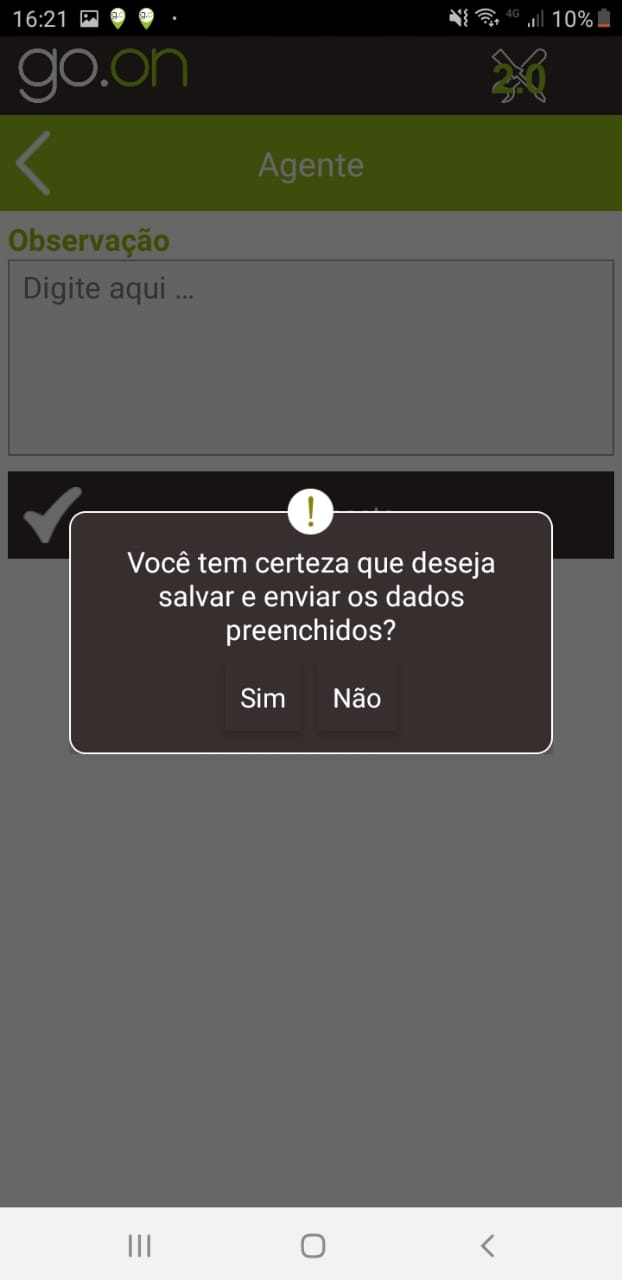 16:21
4G
10%
go.on
2.0
Agente
Observação
Digite aqui ...
!
Você tem certeza que deseja
salvar e enviar os dados
preenchidos?
Sim Não